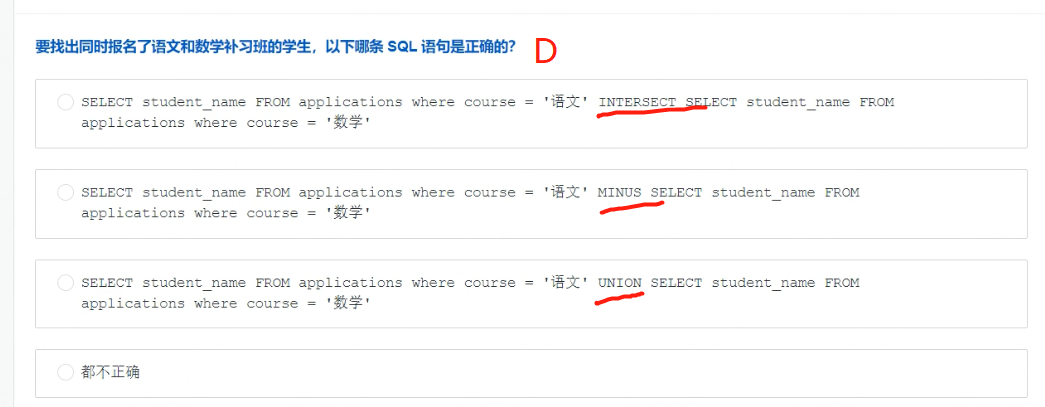 要找出同时报名了语文和数学补习班的学生，以下哪条 SQL 语句是正确的？ D
SELECT student_name FROM applications where course = '语文' INTERSECT SELECT student_name FROM
applications where course = '数学'
SELECT student_name FROM applications where course = '语文' MINUS SELECT student_name FROM
applications where course = '数学'
SELECT student_name FROM applications where course = '语文' UNION SELECT student_name FROM
applications where course = '数学'
都不正确